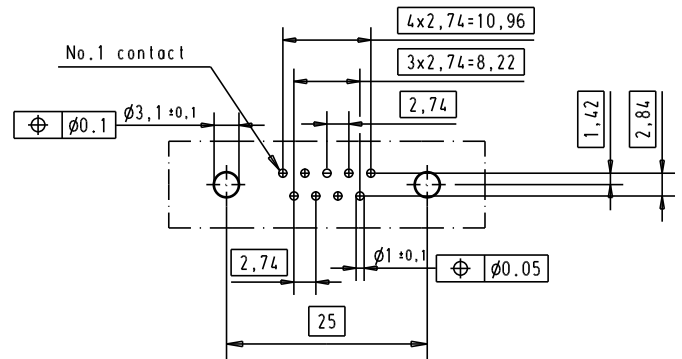 4x2,74=10,96
No.1 contact
3x2,74=8,22
Ø3,1 ±0,1
Ø0.1
2,74
1,42
2,84
2,74
Ø1 ±0,1
Ø0.05
25